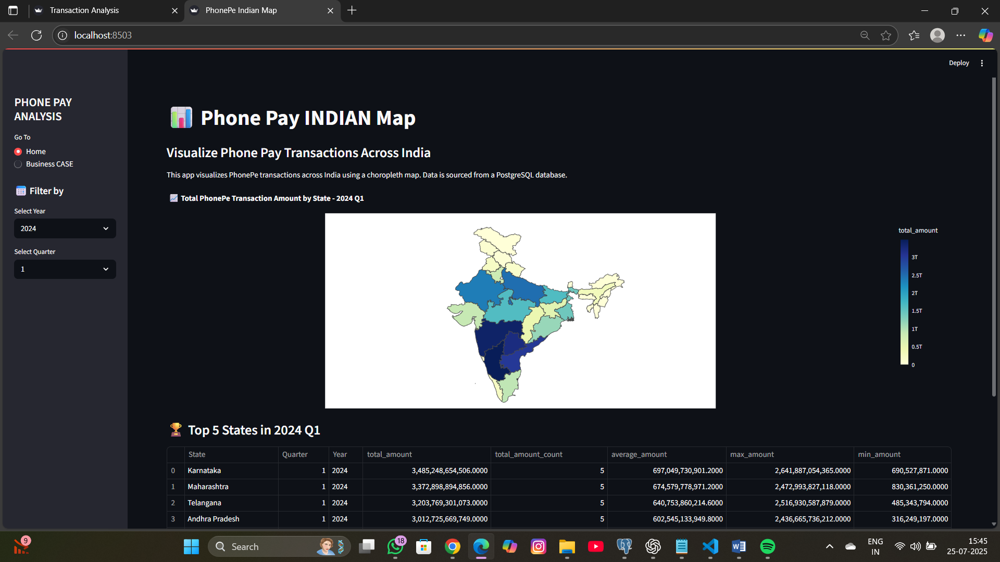 Transaction Analysis
PhonePe Indian Map
localhost:8503
Deploy
PHONE PAY
ANALYSIS
Go To
Home
Business CASE
Filter by
Select Year
2024
Select Quarter
1
Phone Pay INDIAN Map
Visualize Phone Pay Transactions Across India
This app visualizes PhonePe transactions across India using a choropleth map. Data is sourced from a PostgreSQL database.
Total PhonePe Transaction Amount by State - 2024 Q1
total_amount
3T
2.5T
2T
1.5T
1T
0.5T
0
Top 5 States in 2024 Q1
State Quarter Year total_amount total_amount_count average_amount max_amount min_amount
0 Karnataka 1 2024 3,485,248,654,506.0000 5 697,049,730,901.2000 2,641,887,054,365.0000 690,527,871.0000
1 Maharashtra 1 2024 3,372,898,894,856.0000 5 674,579,778,971.2000 2,472,993,827,118.0000 830,361,250.0000
2 Telangana 1 2024 3,203,769,301,073.0000 5 640,753,860,214.6000 2,516,930,587,879.0000 485,343,794.0000
3 Andhra Pradesh 1 2024 3,012,725,669,749.0000 5 602,545,133,949.8000 2,436,665,736,212.0000 316,249,197.0000
9
Search
18
ENG
IN
15:45
25-07-2025